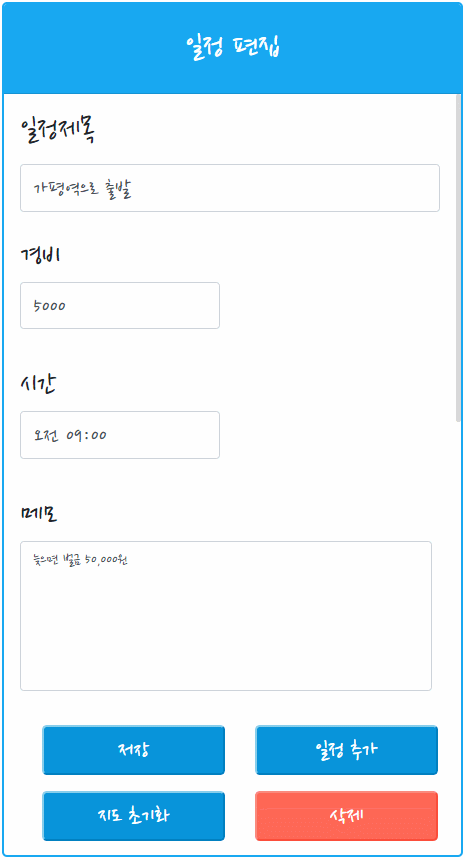 일정 편집
일정제목
가평역으로 출발
경비
5000
시간
오전 09:00
메모
늦으면 벌금 50,000원
저장
일정 추가
지도 초기화
삭제